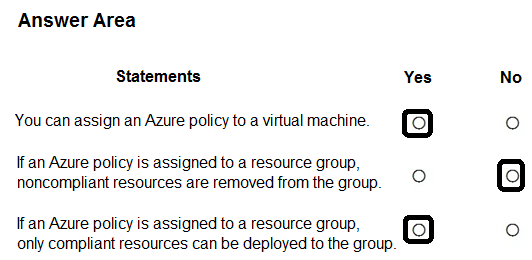 Answer Area
Statements Yes No
You can assign an Azure policy to a virtual machine.
If an Azure policy is assigned to a resource group,
noncompliant resources are removed from the group.
If an Azure policy is assigned to a resource group,
only compliant resources can be deployed to the group.